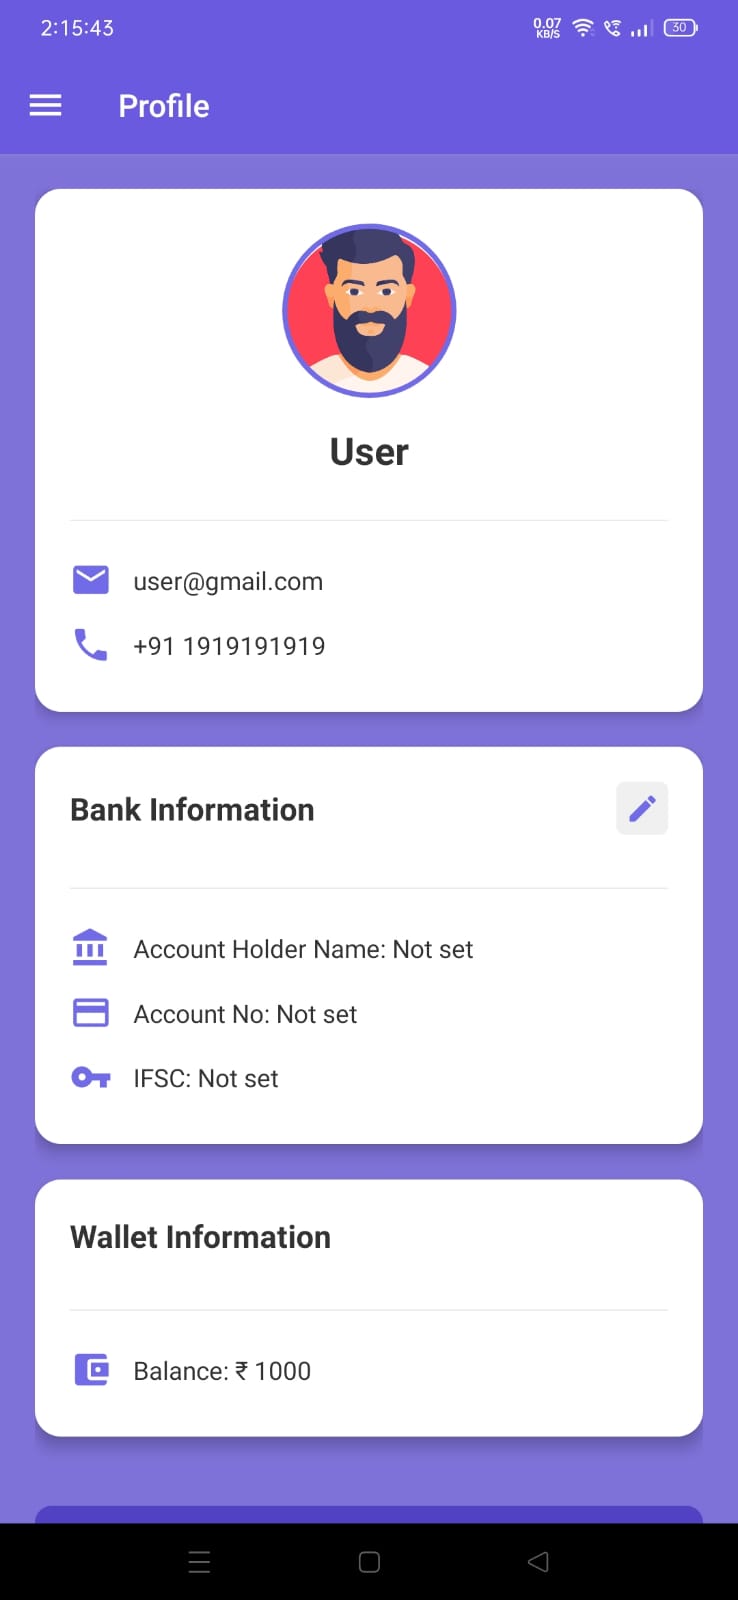 2:15:43
0.07
KB/S
30
Profile
User
user@gmail.com
+91 1919191919
Bank Information
Account Holder Name: Not set
Account No: Not set
IFSC: Not set
Wallet Information
Balance: ₹ 1000